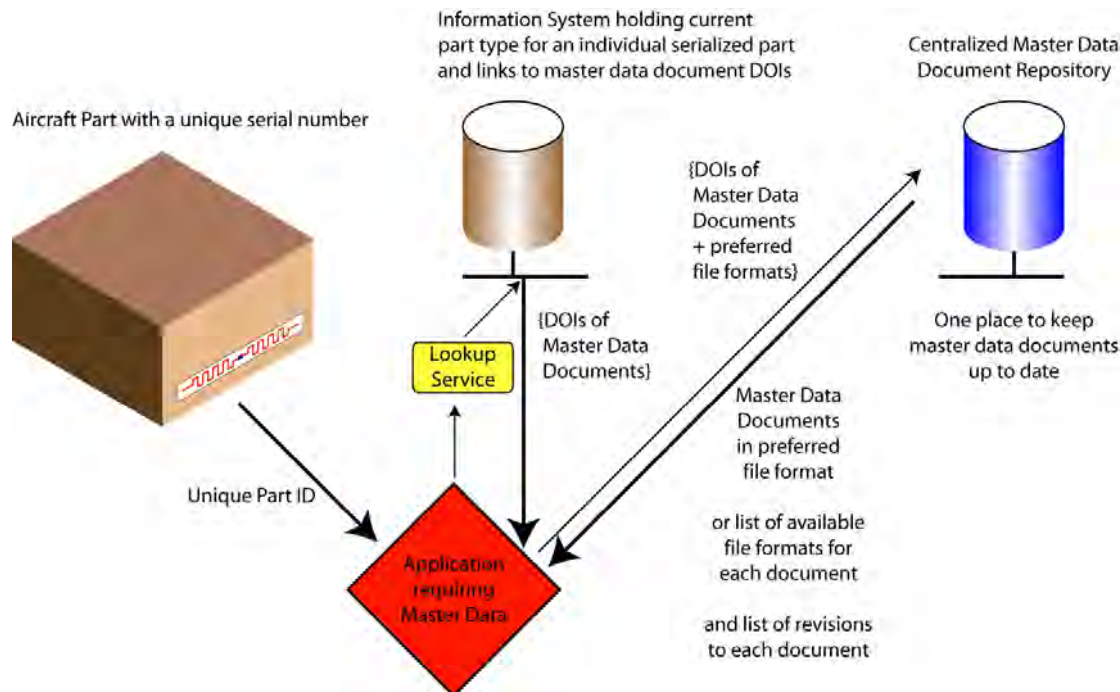 Information System holding current
part type for an individual serialized part
and links to master data document DOIs
Centralized Master Data
Document Repository
Aircraft Part with a unique serial number
{DOIs of
Master Data
Documents
+ preferred
file formats}
{DOIs of
Master Data
Documents}
Lookup
Service
One place to keep
master data documents
up to date
Master Data
Documents
in preferred
file format
or list of available
file formats for
each document
and list of revisions
to each document
Unique Part ID
Application
requiring
Master Data